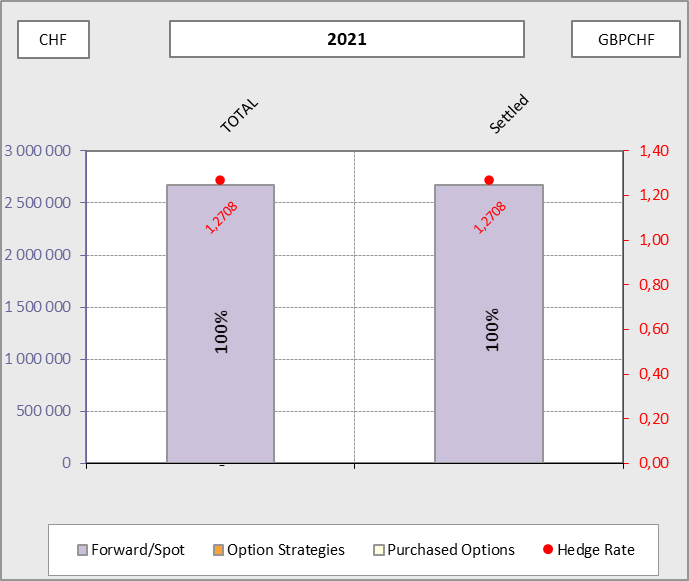 CHF
2021
GBPCHF
TOTAL
Settled
3 000 000
2 500 000
2 000 000
1 500 000
1 000 000
500 000
0
1,40
1,20
1,00
0,80
0,60
0,40
0,20
0,00
1,2708
1,2708
100%
100%
-
Forward/Spot
Option Strategies
Purchased Options
Hedge Rate